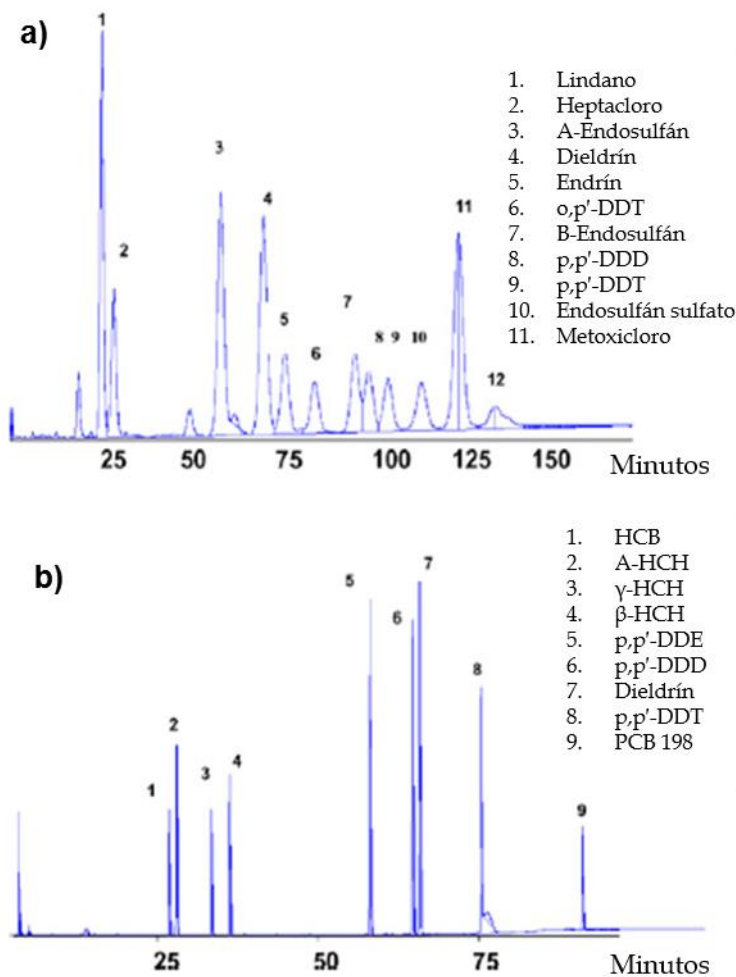 a)
1
2
3
4
5
6
7
8 9 10
11
12
1. Lindano
2. Heptacloro
3. A-Endosulfán
4. Dieldrín
5. Endrín
6. o,p'-DDT
7. B-Endosulfán
8. p,p'-DDD
9. p,p'-DDT
10. Endosulfán sulfato
11. Metoxicloro
25 50 75 100 125 150 Minutos
b)
1
2
3
4
5
6
7
8
9
1. HCB
2. A-HCH
3. γ-HCH
4. β-HCH
5. p,p'-DDE
6. p,p'-DDD
7. Dieldrín
8. p,p'-DDT
9. PCB 198
25 50 75 Minutos